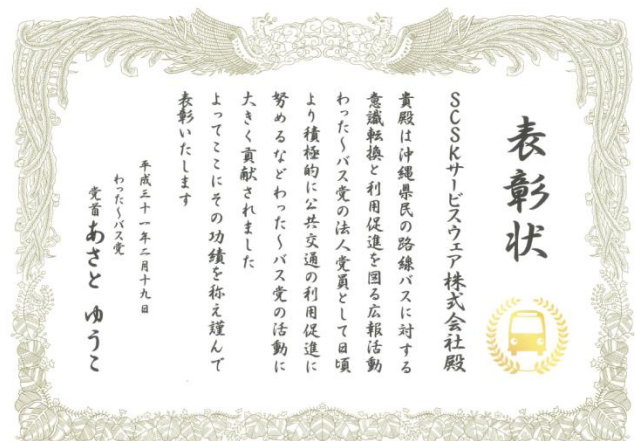 表彰状
SCSKサービスウェア株式会社殿
貴殿は沖縄県民の路線バスに対する
意識転換と利用促進を図る広報活動
わった〜バス党の法人党員として日頃
より積極的に公共交通の利用促進に
努めるなどわった〜バス党の活動に
大きく貢献されました
よってここにその功績を称え謹んで
表彰いたします
平成三十一年二月十九日
わった〜バス党
党首あさと ゆうこ